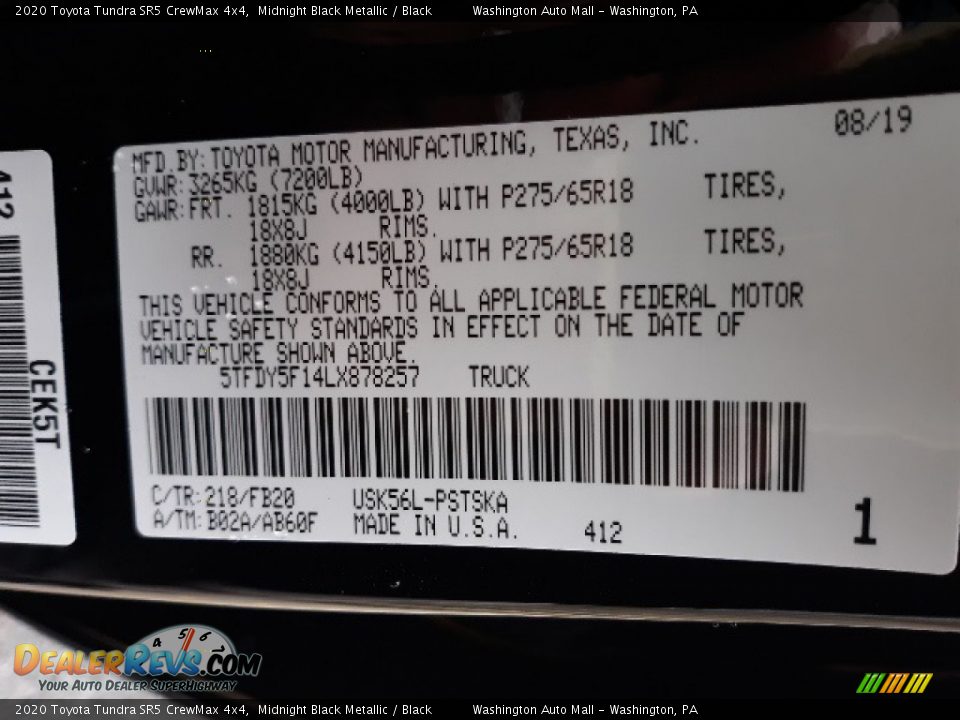 2020 Toyota Tundra SR5 CrewMax 4x4, Midnight Black Metallic / Black Washington Auto Mall - Washington, PA
412
CEK5T
MFD.BY:TOYOTA MOTOR MANUFACTURING, TEXAS, INC. 08/19
GVWR:3265KG (7200LB)
GAWR:FRT. 1815KG (4000LB) WITH P275/65R18 TIRES,
18X8J RIMS.
RR. 1880KG (4150LB) WITH P275/65R18 TIRES,
18X8J RIMS.
THIS VEHICLE CONFORMS TO ALL APPLICABLE FEDERAL MOTOR
VEHICLE SAFETY STANDARDS IN EFFECT ON THE DATE OF
MANUFACTURE SHOWN ABOVE.
5TFDY5F14LX878257 TRUCK
C/TR:218/FB20 USK56L-PSTSKA
A/TM:B02A/AB60F MADE IN U.S.A. 412 1
4 5 6
DealerRevs.com
Your Auto Dealer SuperHighway
2020 Toyota Tundra SR5 CrewMax 4x4, Midnight Black Metallic / Black Washington Auto Mall - Washington, PA